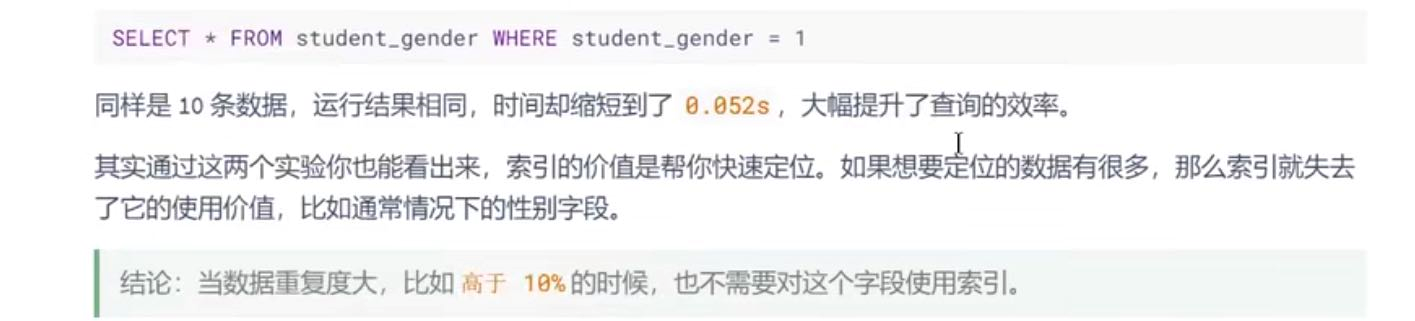 SELECT * FROM student_gender WHERE student_gender = 1
同样是 10 条数据，运行结果相同，时间却缩短到了 0.052s，大幅提升了查询的效率。
其实通过这两个实验你也能看出来，索引的价值是帮你快速定位。如果想要定位的数据有很多，那么索引就失去
了它的使用价值，比如通常情况下的性别字段。
结论：当数据重复度大，比如 高于 10% 的时候，也不需要对这个字段使用索引。